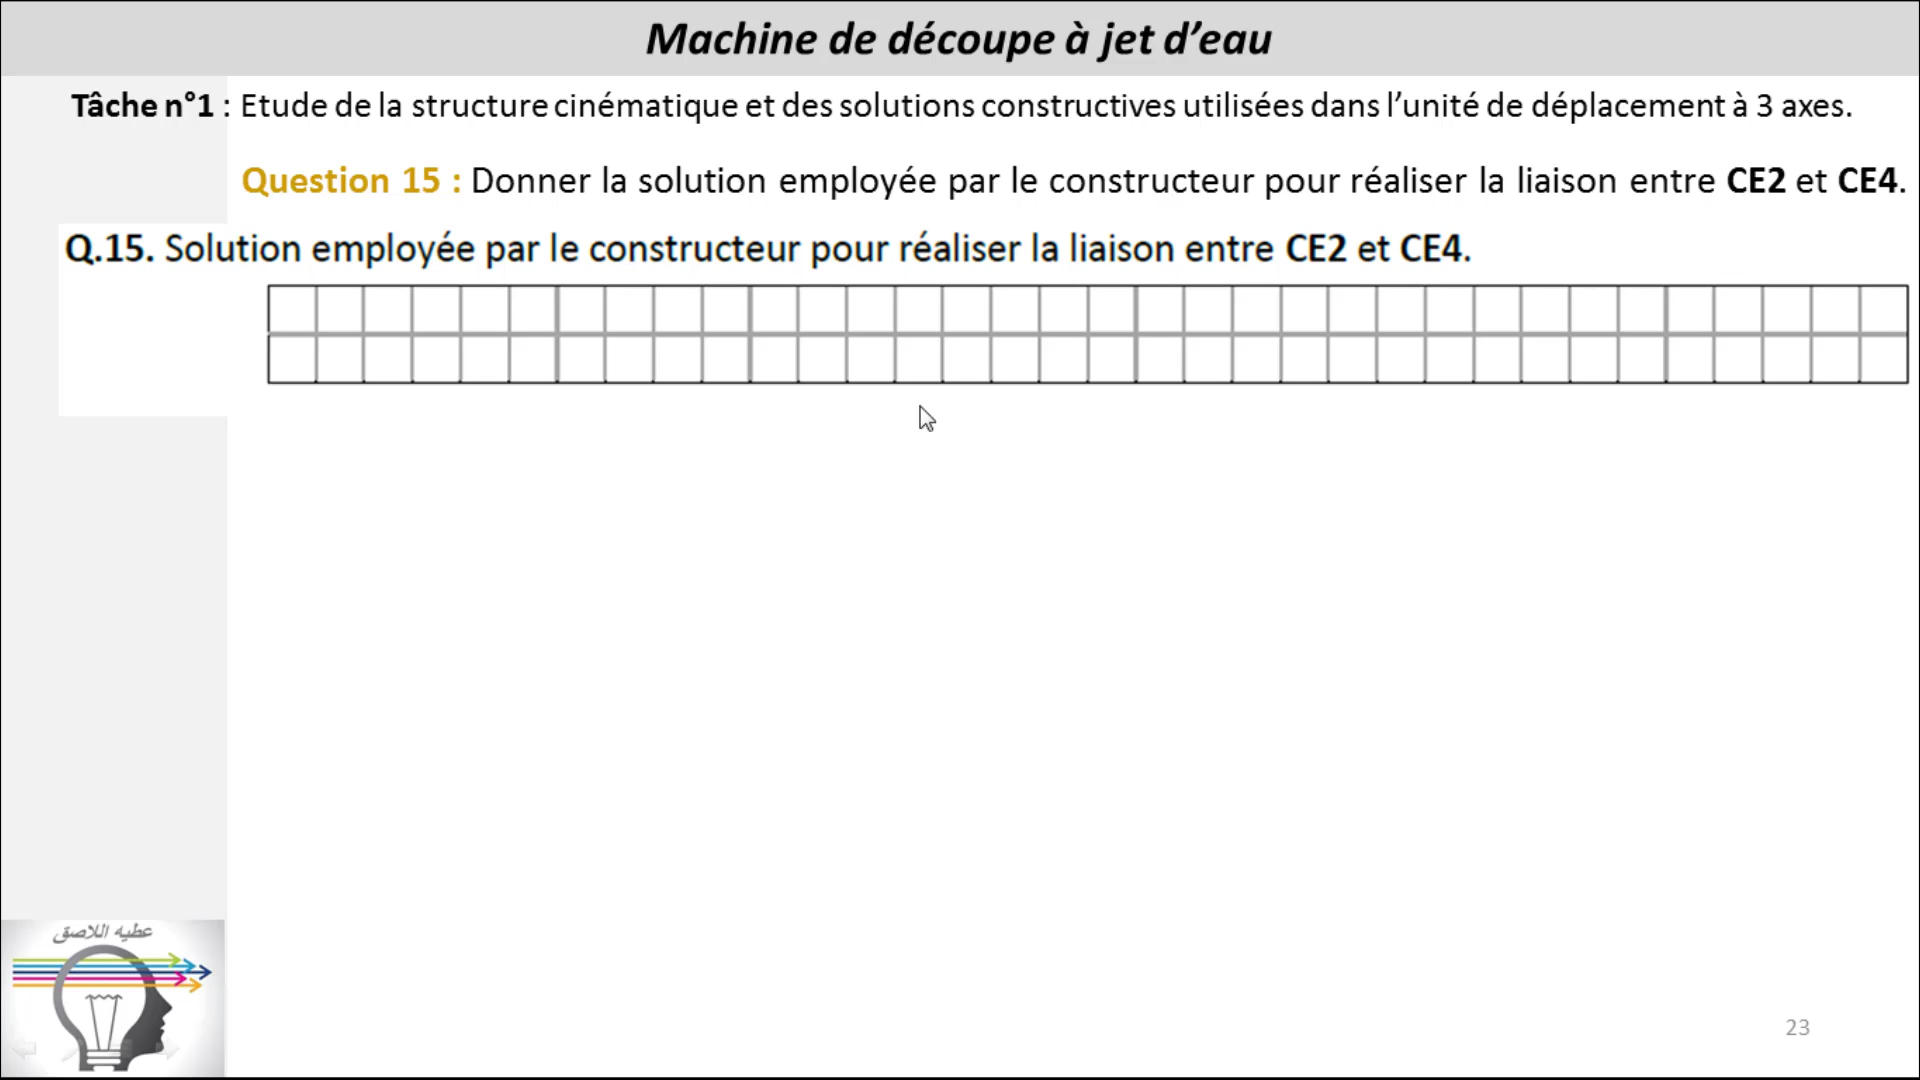 Machine de découpe à jet d’eau
Tâche n°1 : Etude de la structure cinématique et des solutions constructives utilisées dans l’unité de déplacement à 3 axes.
Question 15 : Donner la solution employée par le constructeur pour réaliser la liaison entre CE2 et CE4.
Q.15. Solution employée par le constructeur pour réaliser la liaison entre CE2 et CE4.
عطيه اللاصق
23